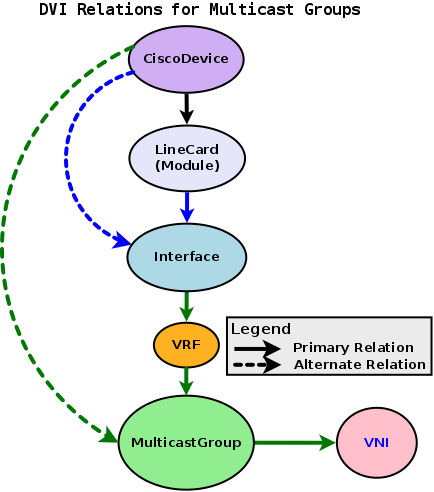 DVI Relations for Multicast Groups
CiscoDevice
LineCard
(Module)
Interface
VRF
Legend
Primary Relation
Alternate Relation
MulticastGroup
VNI